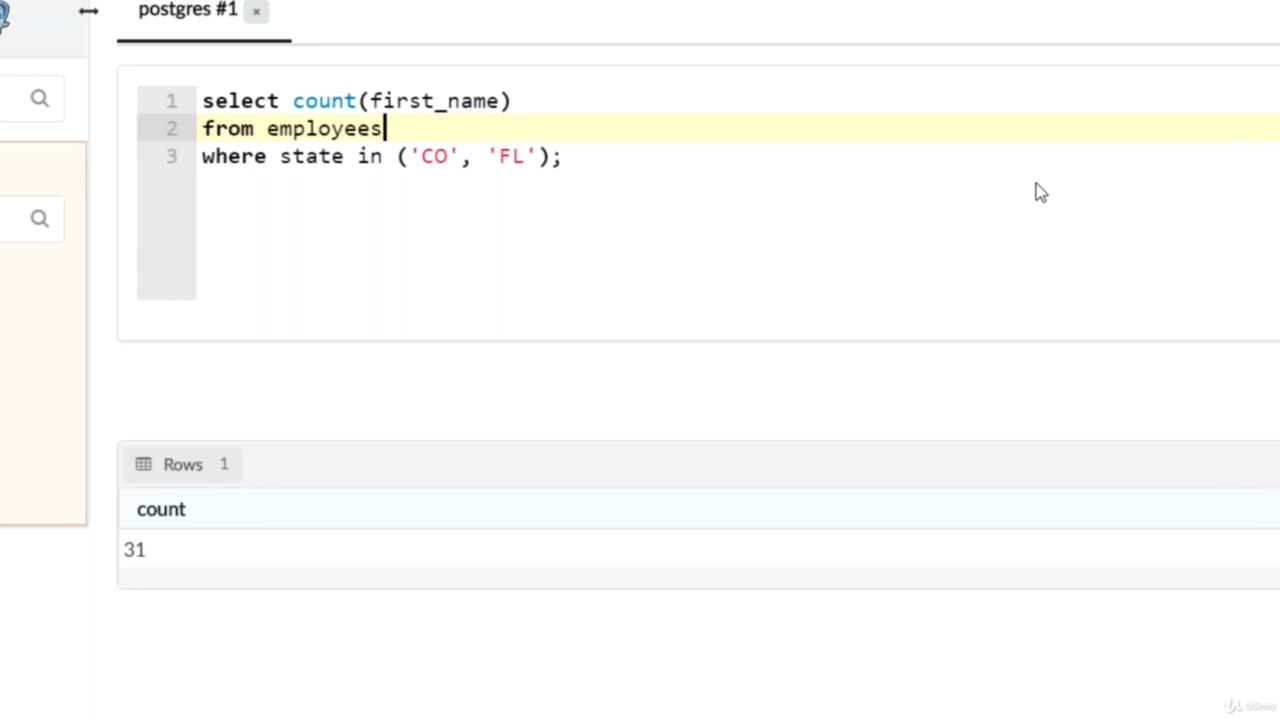 postgres #1 ×
1 select count(first_name)
2 from employees
3 where state in ('CO', 'FL');
Rows 1
count
31
Udemy